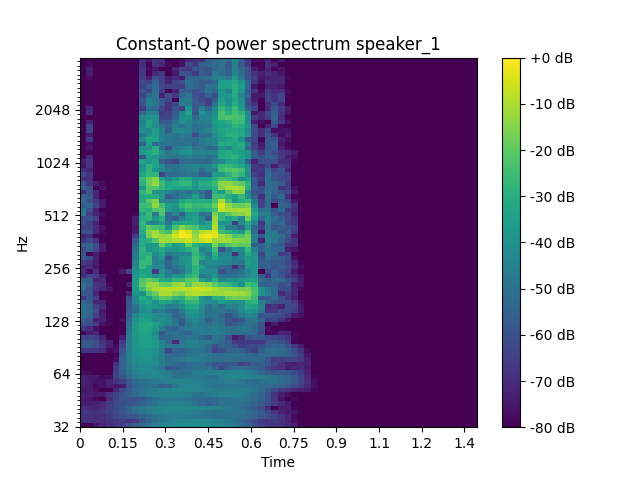 Constant-Q power spectrum speaker_1
Hz
2048
1024
512
256
128
64
32
0 0.15 0.3 0.45 0.6 0.75 0.9 1.1 1.2 1.4
Time
+0 dB
-10 dB
-20 dB
-30 dB
-40 dB
-50 dB
-60 dB
-70 dB
-80 dB